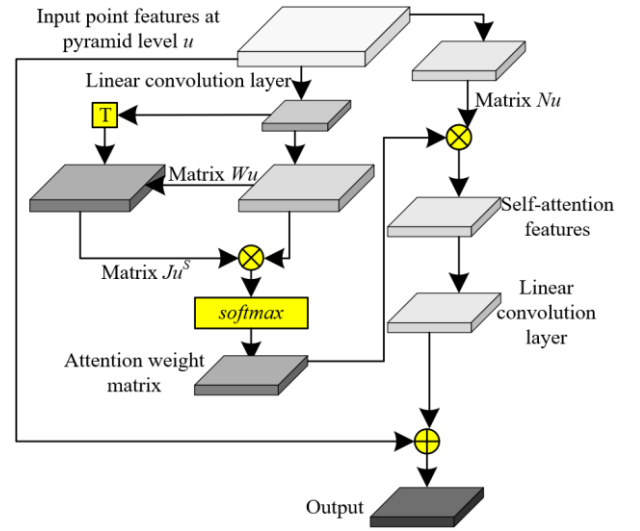 Input point features at
pyramid level u
Linear convolution layer
T
Matrix Nu
Matrix Wu
Self-attention
features
Matrix Ju^S
softmax
Linear
convolution
layer
Attention weight
matrix
Output